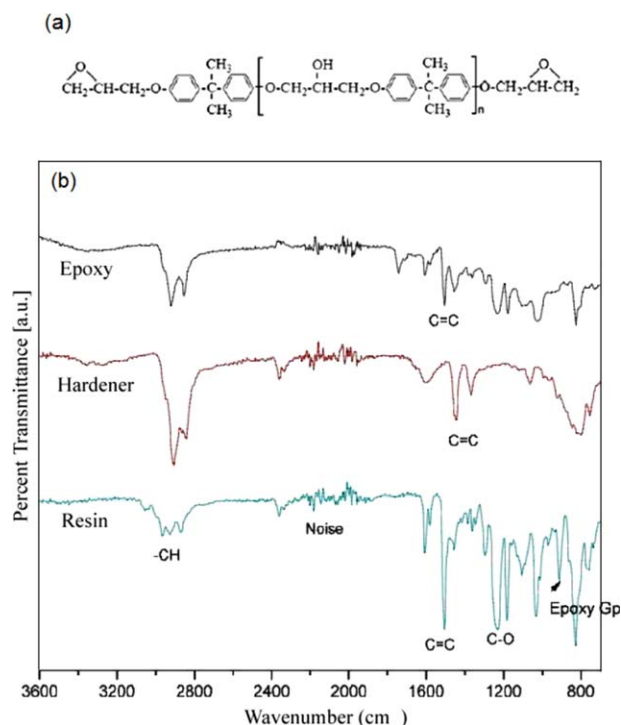 (a)
O CH₃ OH CH₃ O
CH₂-CH-CH₂-O C O-CH₂-CH-CH₂-O C O-CH₂-CH-CH₂
CH₃ CH₃ n
(b)
Epoxy
C=C
Hardener
C=C
Resin
-CH
Noise
C=C
C-O
Epoxy Gp
Percent Transmittance [a.u.]
3600 3200 2800 2400 2000 1600 1200 800
Wavenumber (cm )